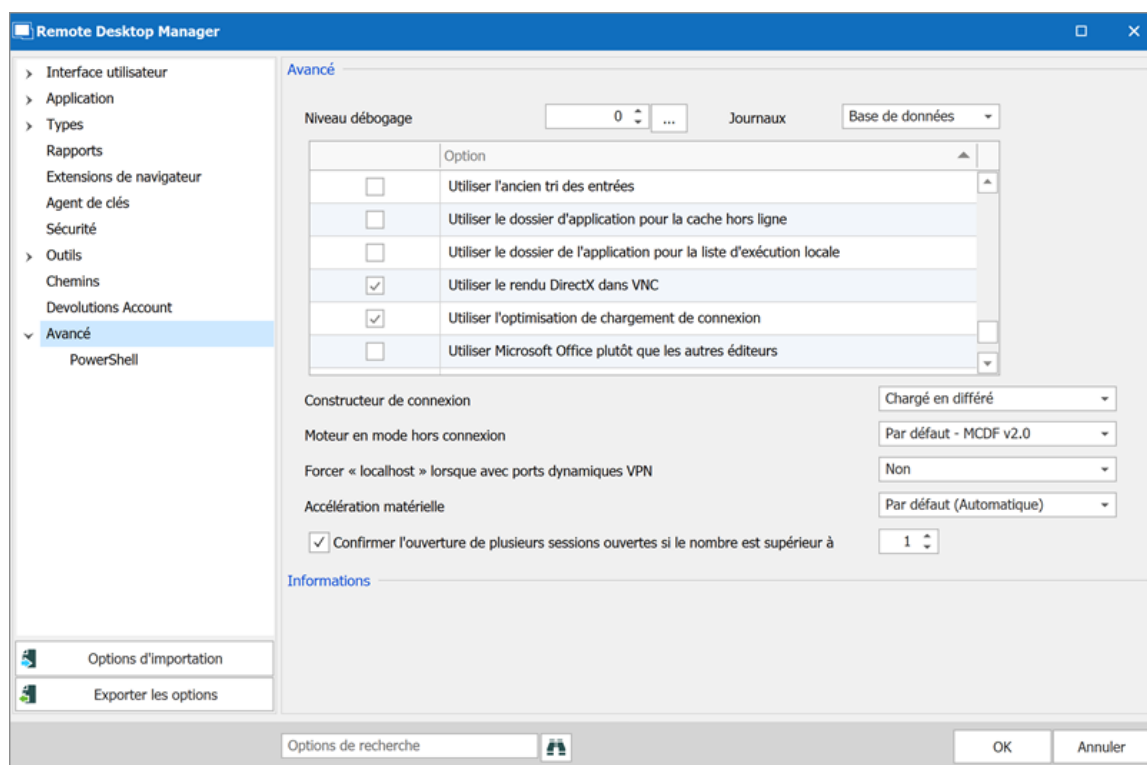 Remote Desktop Manager
Interface utilisateur
Application
Types
Rapports
Extensions de navigateur
Agent de clés
Sécurité
Outils
Chemins
Devolutions Account
Avancé
PowerShell
Options d'importation
Exporter les options
Avancé
Niveau débogage 0 ... Journaux Base de données
Option
Utiliser l'ancien tri des entrées
Utiliser le dossier d'application pour la cache hors ligne
Utiliser le dossier de l'application pour la liste d'exécution locale
Utiliser le rendu DirectX dans VNC
Utiliser l'optimisation de chargement de connexion
Utiliser Microsoft Office plutôt que les autres éditeurs
Constructeur de connexion Chargé en différé
Moteur en mode hors connexion Par défaut - MCDF v2.0
Forcer « localhost » lorsque avec ports dynamiques VPN Non
Accélération matérielle Par défaut (Automatique)
Confirmer l'ouverture de plusieurs sessions ouvertes si le nombre est supérieur à 1
Informations
Options de recherche OK Annuler